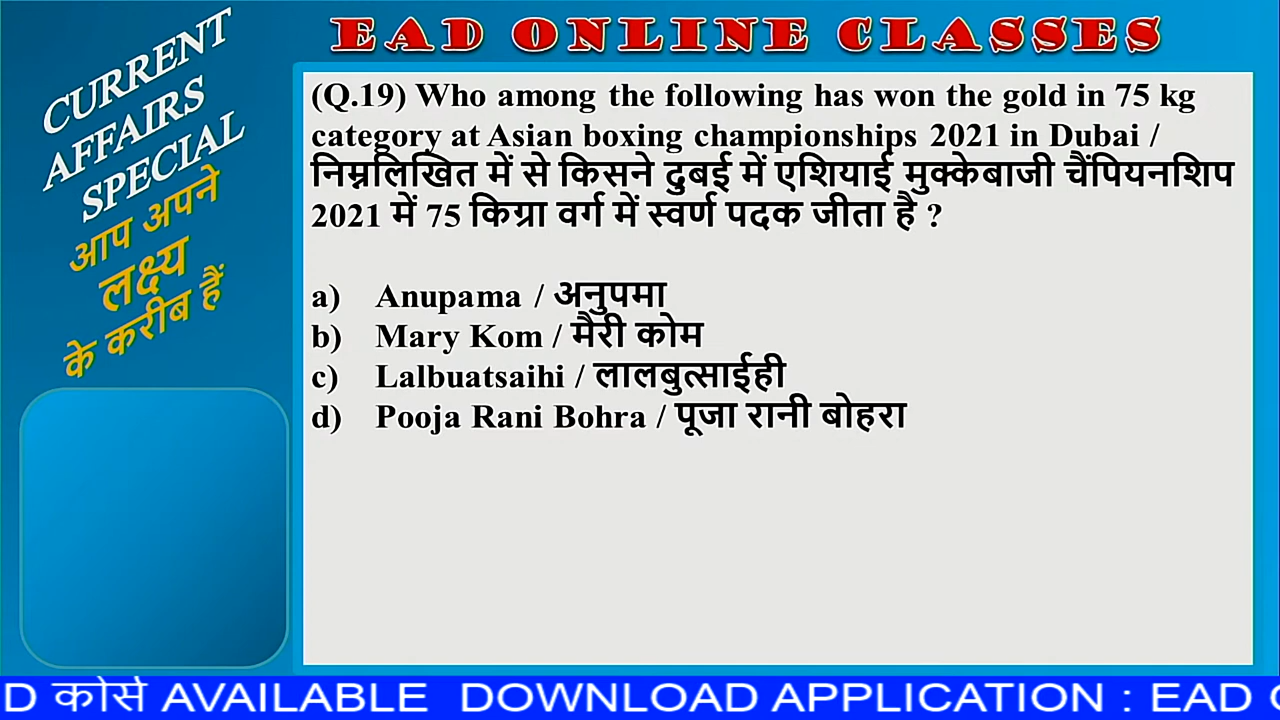 EAD ONLINE CLASSES
CURRENT
AFFAIRS
SPECIAL
आप अपने
लक्ष्य
के करीब हैं
(Q.19) Who among the following has won the gold in 75 kg
category at Asian boxing championships 2021 in Dubai /
निम्नलिखित में से किसने दुबई में एशियाई मुक्केबाजी चैंपियनशिप
2021 में 75 किग्रा वर्ग में स्वर्ण पदक जीता है ?
a) Anupama / अनुपमा
b) Mary Kom / मैरी कोम
c) Lalbuatsaihi / लालबुत्साईही
d) Pooja Rani Bohra / पूजा रानी बोहरा
D कोर्स AVAILABLE DOWNLOAD APPLICATION : EAD